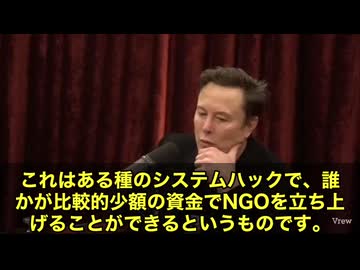 これはある種のシステムハックで、誰
かが比較的少額の資金でNGOを立ち上
げることができるというものです。
Vrew